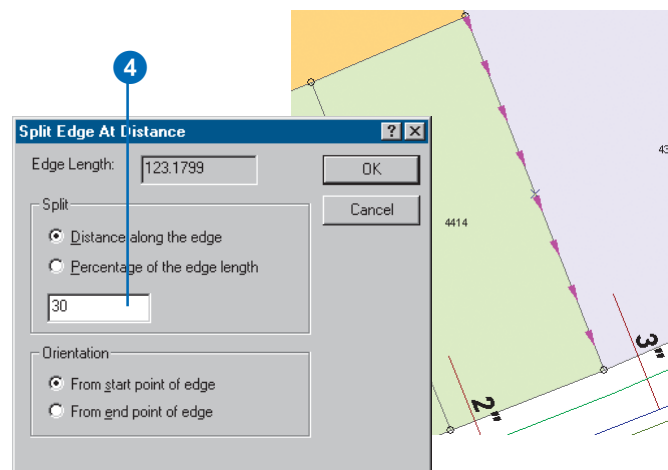 4
Split Edge At Distance
Edge Length: 123.1799
OK
Split
Cancel
Distance along the edge
Percentage of the edge length
30
Orientation
From start point of edge
From end point of edge
4414
43
2"
3"